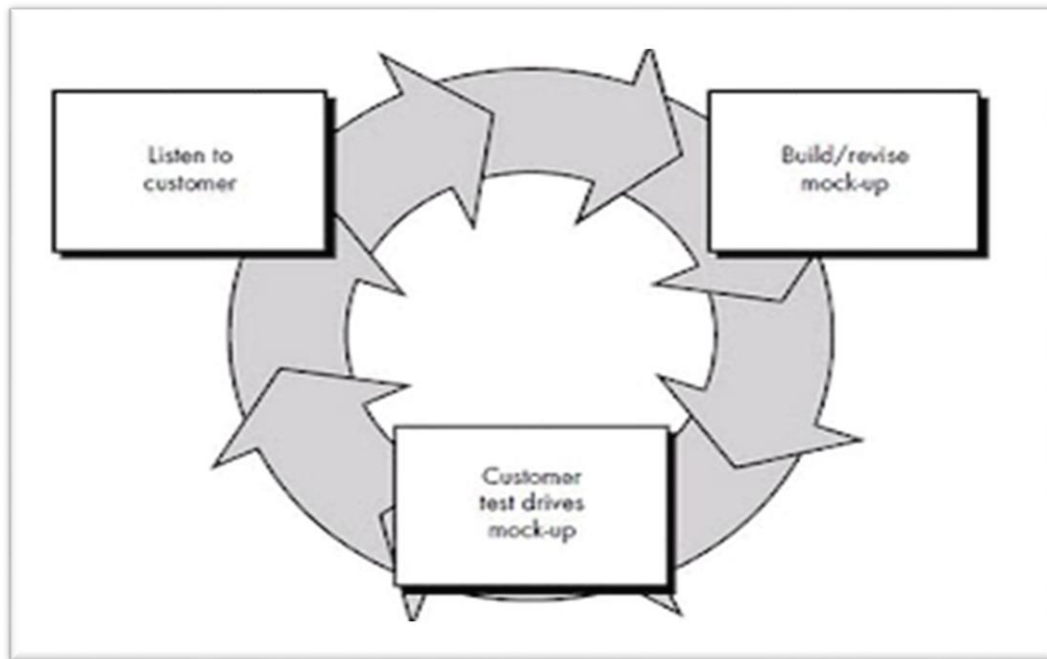 Listen to
customer
Build/revise
mock-up
Customer
test drives
mock-up